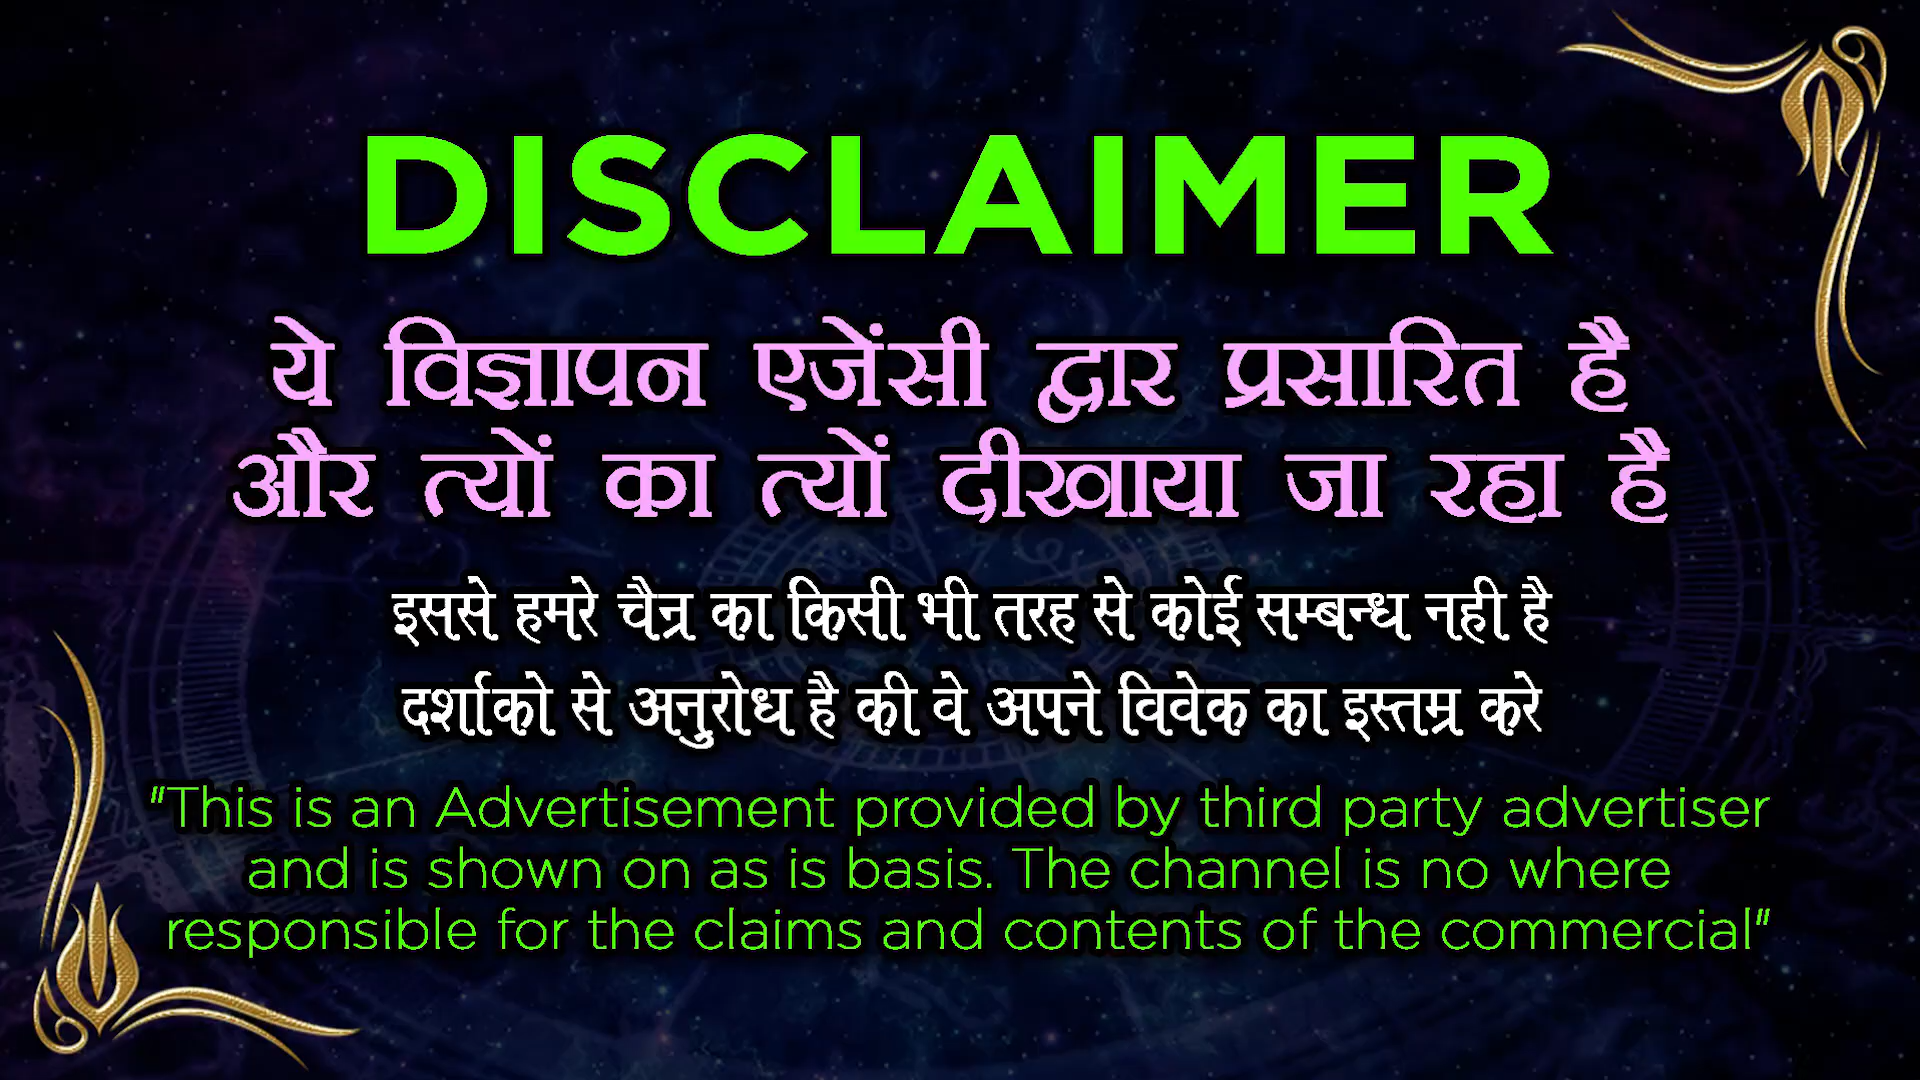 DISCLAIMER
ये विज्ञापन एजेंसी द्वार प्रसारित है
और त्यों का त्यों दीखाया जा रहा है
इससे हमरे चैन्र का किसी भी तरह से कोई सम्बन्ध नही है
दर्शाको से अनुरोध है की वे अपने विवेक का इस्तम्र करे
"This is an Advertisement provided by third party advertiser
and is shown on as is basis. The channel is no where
responsible for the claims and contents of the commercial"